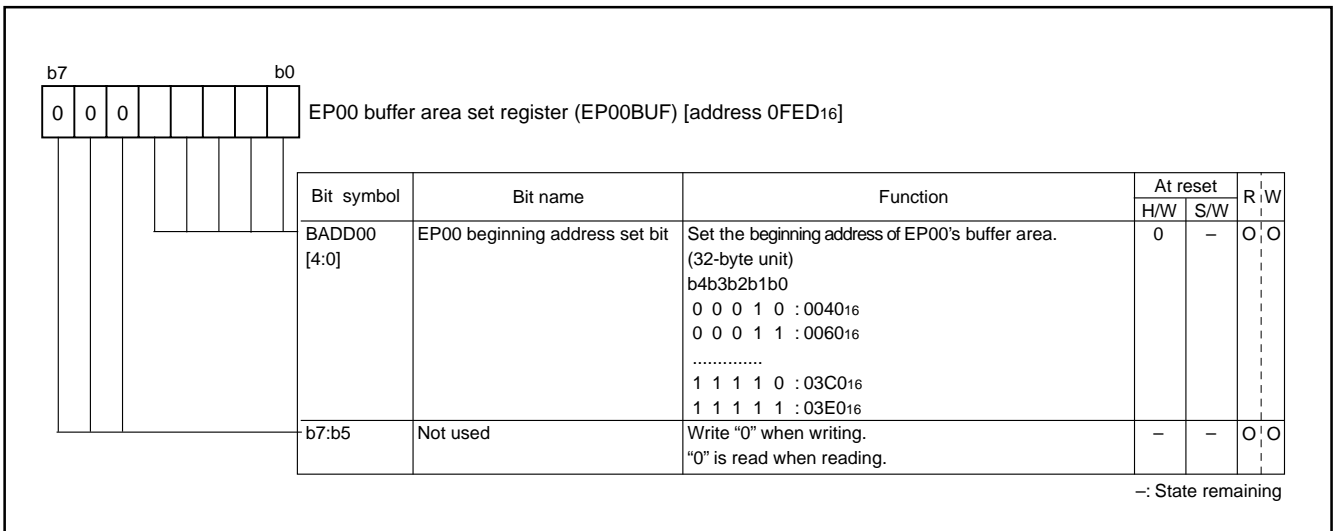 b7 b0
0 0 0
EP00 buffer area set register (EP00BUF) [address 0FED16]
Bit symbol Bit name Function At reset R W
H/W S/W
BADD00 EP00 beginning address set bit Set the beginning address of EP00's buffer area. 0 – O O
[4:0] (32-byte unit)
b4b3b2b1b0
0 0 0 1 0 : 004016
0 0 0 1 1 : 006016
..............
1 1 1 1 0 : 03C016
1 1 1 1 1 : 03E016
b7:b5 Not used Write “0” when writing. – – O O
“0” is read when reading.
–: State remaining